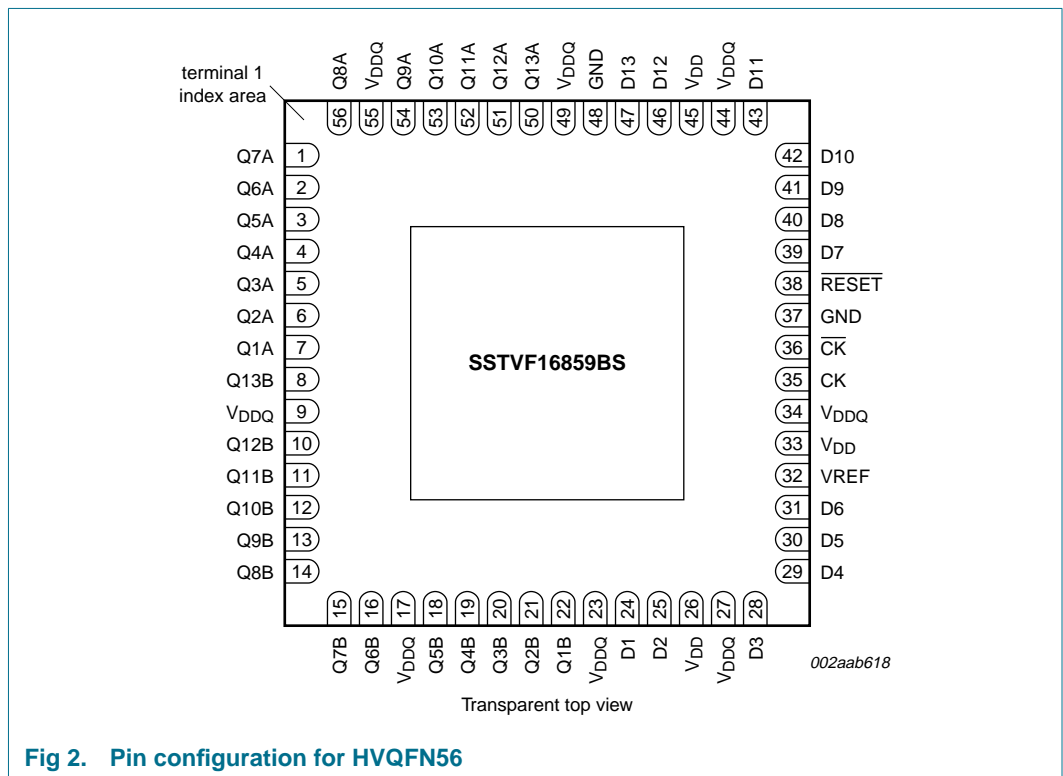 terminal 1
index area
Q8A
VDDQ
Q9A
Q10A
Q11A
Q12A
Q13A
VDDQ
GND
D13
D12
VDD
VDDQ
D11
56
55
54
53
52
51
50
49
48
47
46
45
44
43
Q7A 1
Q6A 2
Q5A 3
Q4A 4
Q3A 5
Q2A 6
Q1A 7
Q13B 8
VDDQ 9
Q12B 10
Q11B 11
Q10B 12
Q9B 13
Q8B 14
SSTVF16859BS
42 D10
41 D9
40 D8
39 D7
38 R̅E̅S̅E̅T̅
37 GND
36 C̅K̅
35 CK
34 VDDQ
33 VDD
32 VREF
31 D6
30 D5
29 D4
15
16
17
18
19
20
21
22
23
24
25
26
27
28
Q7B
Q6B
VDDQ
Q5B
Q4B
Q3B
Q2B
Q1B
VDDQ
D1
D2
VDD
VDDQ
D3
002aab618
Transparent top view
Fig 2. Pin configuration for HVQFN56